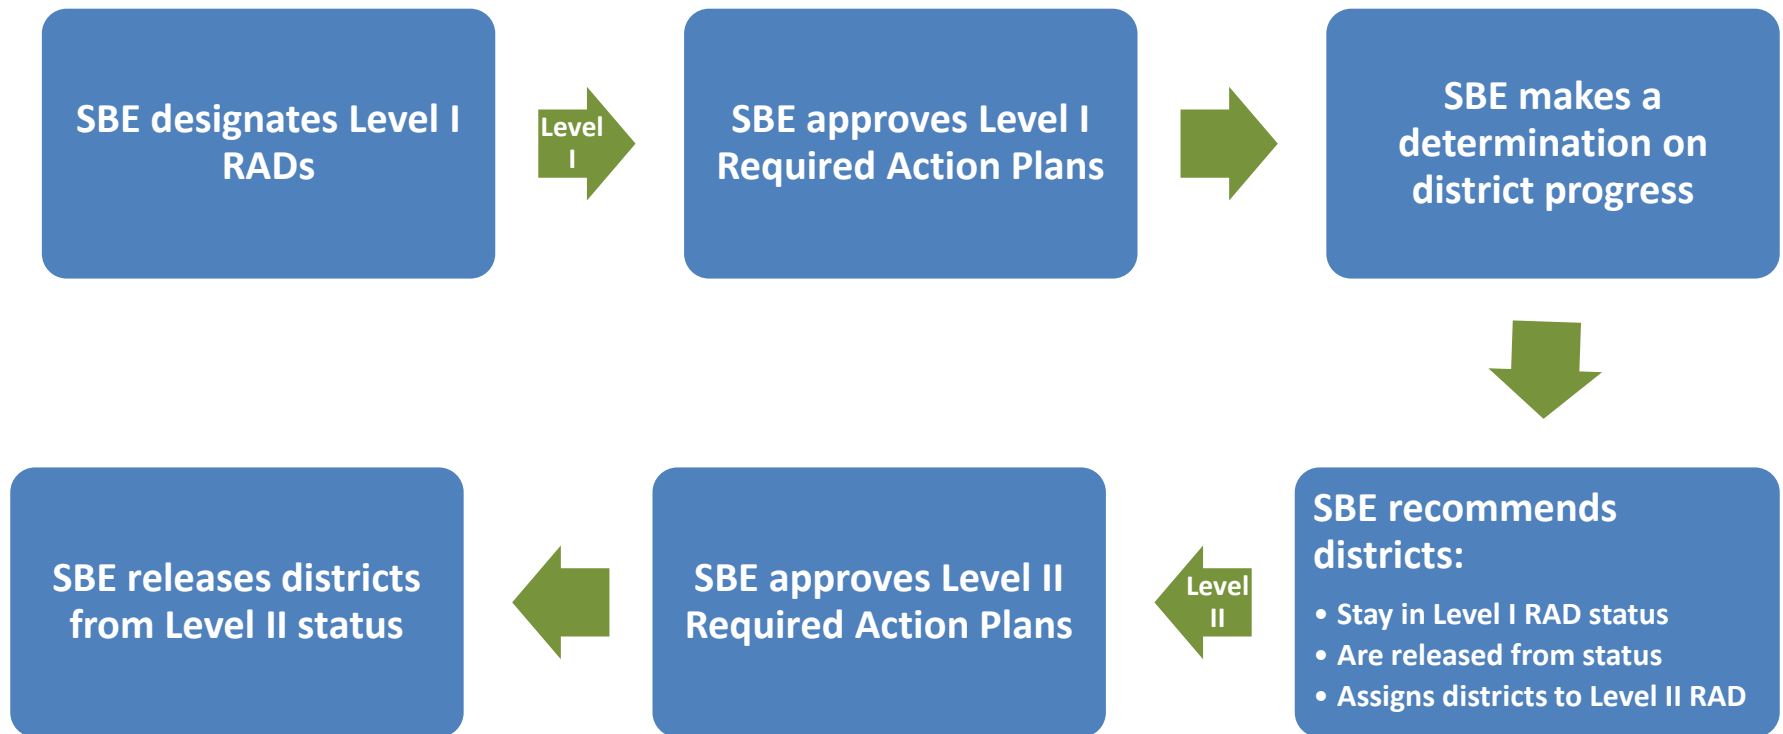 SBE designates Level I
RADs
Level
I
SBE approves Level I
Required Action Plans
SBE makes a
determination on
district progress
SBE recommends
districts:
• Stay in Level I RAD status
• Are released from status
• Assigns districts to Level II RAD
Level
II
SBE approves Level II
Required Action Plans
SBE releases districts
from Level II status